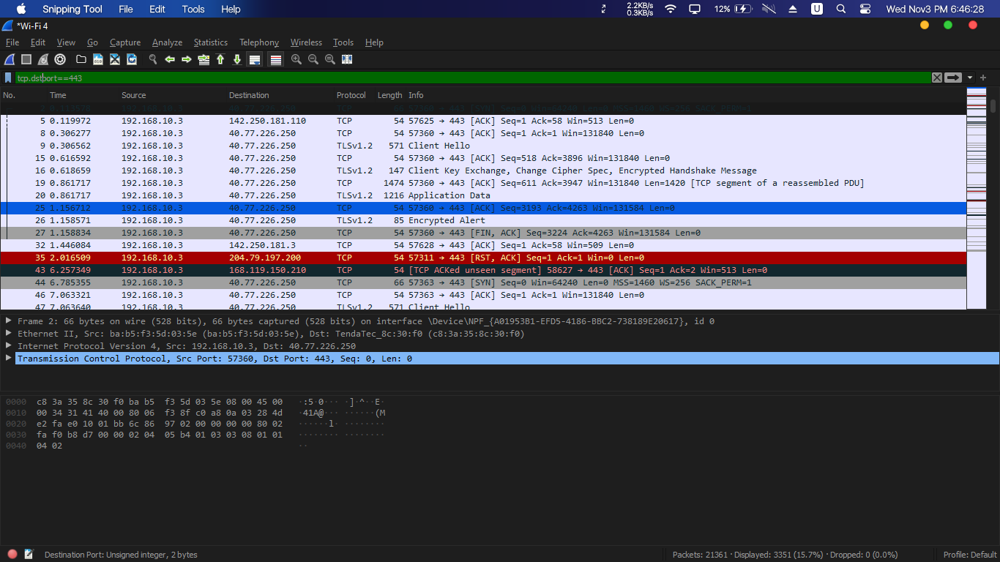 Snipping Tool File Edit Tools Help 2.2KB/s 0.3KB/s 12% U Wed Nov3 PM 6:46:28
*Wi-Fi 4
File Edit View Go Capture Analyze Statistics Telephony Wireless Tools Help
tcp.dstport==443
No. Time Source Destination Protocol Length Info
2 0.113578 192.168.10.3 40.77.226.250 TCP 66 57360 → 443 [SYN] Seq=0 Win=64240 Len=0 MSS=1460 WS=256 SACK_PERM=1
5 0.119972 192.168.10.3 142.250.181.110 TCP 54 57625 → 443 [ACK] Seq=1 Ack=58 Win=513 Len=0
8 0.306277 192.168.10.3 40.77.226.250 TCP 54 57360 → 443 [ACK] Seq=1 Ack=1 Win=131840 Len=0
9 0.306562 192.168.10.3 40.77.226.250 TLSv1.2 571 Client Hello
15 0.616592 192.168.10.3 40.77.226.250 TCP 54 57360 → 443 [ACK] Seq=518 Ack=3896 Win=131840 Len=0
16 0.618659 192.168.10.3 40.77.226.250 TLSv1.2 147 Client Key Exchange, Change Cipher Spec, Encrypted Handshake Message
19 0.861717 192.168.10.3 40.77.226.250 TCP 1474 57360 → 443 [ACK] Seq=611 Ack=3947 Win=131840 Len=1420 [TCP segment of a reassembled PDU]
20 0.861717 192.168.10.3 40.77.226.250 TLSv1.2 1216 Application Data
25 1.156712 192.168.10.3 40.77.226.250 TCP 54 57360 → 443 [ACK] Seq=3193 Ack=4263 Win=131584 Len=0
26 1.158571 192.168.10.3 40.77.226.250 TLSv1.2 85 Encrypted Alert
27 1.158834 192.168.10.3 40.77.226.250 TCP 54 57360 → 443 [FIN, ACK] Seq=3224 Ack=4263 Win=131584 Len=0
32 1.446084 192.168.10.3 142.250.181.3 TCP 54 57628 → 443 [ACK] Seq=1 Ack=58 Win=509 Len=0
35 2.016509 192.168.10.3 204.79.197.200 TCP 54 57311 → 443 [RST, ACK] Seq=1 Ack=1 Win=0 Len=0
43 6.257349 192.168.10.3 168.119.150.210 TCP 54 [TCP ACKed unseen segment] 58627 → 443 [ACK] Seq=1 Ack=2 Win=513 Len=0
44 6.785355 192.168.10.3 40.77.226.250 TCP 66 57363 → 443 [SYN] Seq=0 Win=64240 Len=0 MSS=1460 WS=256 SACK_PERM=1
46 7.063321 192.168.10.3 40.77.226.250 TCP 54 57363 → 443 [ACK] Seq=1 Ack=1 Win=131840 Len=0
47 7.063640 192.168.10.3 40.77.226.250 TLSv1.2 571 Client Hello
Frame 2: 66 bytes on wire (528 bits), 66 bytes captured (528 bits) on interface \Device\NPF_{A01953B1-EFD5-4186-BBC2-738189E20617}, id 0
Ethernet II, Src: ba:b5:f3:5d:03:5e (ba:b5:f3:5d:03:5e), Dst: TendaTec_8c:30:f0 (c8:3a:35:8c:30:f0)
Internet Protocol Version 4, Src: 192.168.10.3, Dst: 40.77.226.250
Transmission Control Protocol, Src Port: 57360, Dst Port: 443, Seq: 0, Len: 0
0000 c8 3a 35 8c 30 f0 ba b5 f3 5d 03 5e 08 00 45 00 ·:5·0··· ·]·^··E·
0010 00 34 31 41 40 00 80 06 f3 8f c0 a8 0a 03 28 4d ·41A@··· ······(M
0020 e2 fa e0 10 01 bb 6c 86 97 02 00 00 00 00 80 02 ······l· ········
0030 fa f0 b8 d7 00 00 02 04 05 b4 01 03 03 08 01 01 ········ ········
0040 04 02 ··
Destination Port: Unsigned integer, 2 bytes Packets: 21361 · Displayed: 3351 (15.7%) · Dropped: 0 (0.0%) Profile: Default